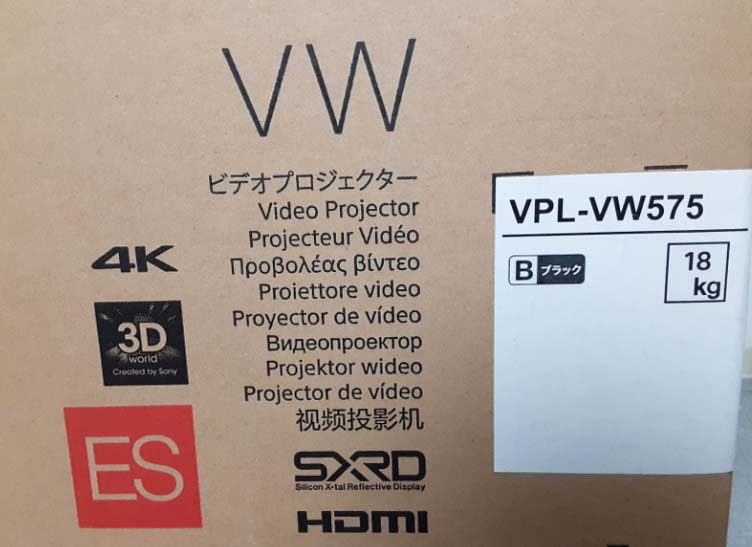 VW
ビデオプロジェクター
Video Projector
Projecteur Vidéo
Προβολέας βίντεο
Proiettore video
Proyector de vídeo
Видеопроектор
Projektor wideo
Projector de vídeo
视频投影机
4K
3D
world
Created by Sony
ES
SXRD
Silicon X-tal Reflective Display
HDMI
VPL-VW575
B ブラック
18
kg